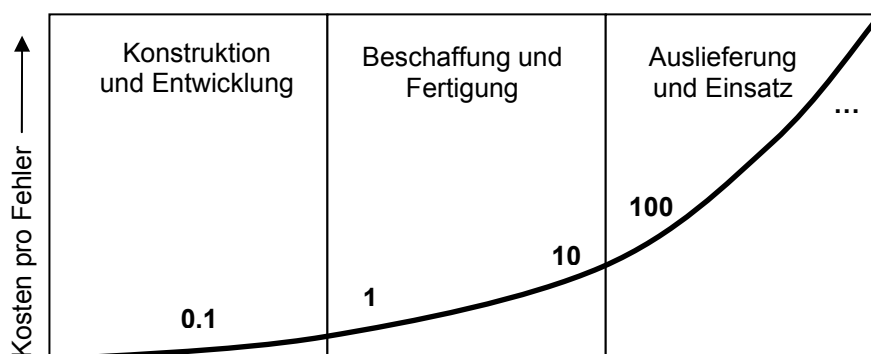 Kosten pro Fehler
Konstruktion
und Entwicklung
Beschaffung und
Fertigung
Auslieferung
und Einsatz
...
100
10
1
0.1